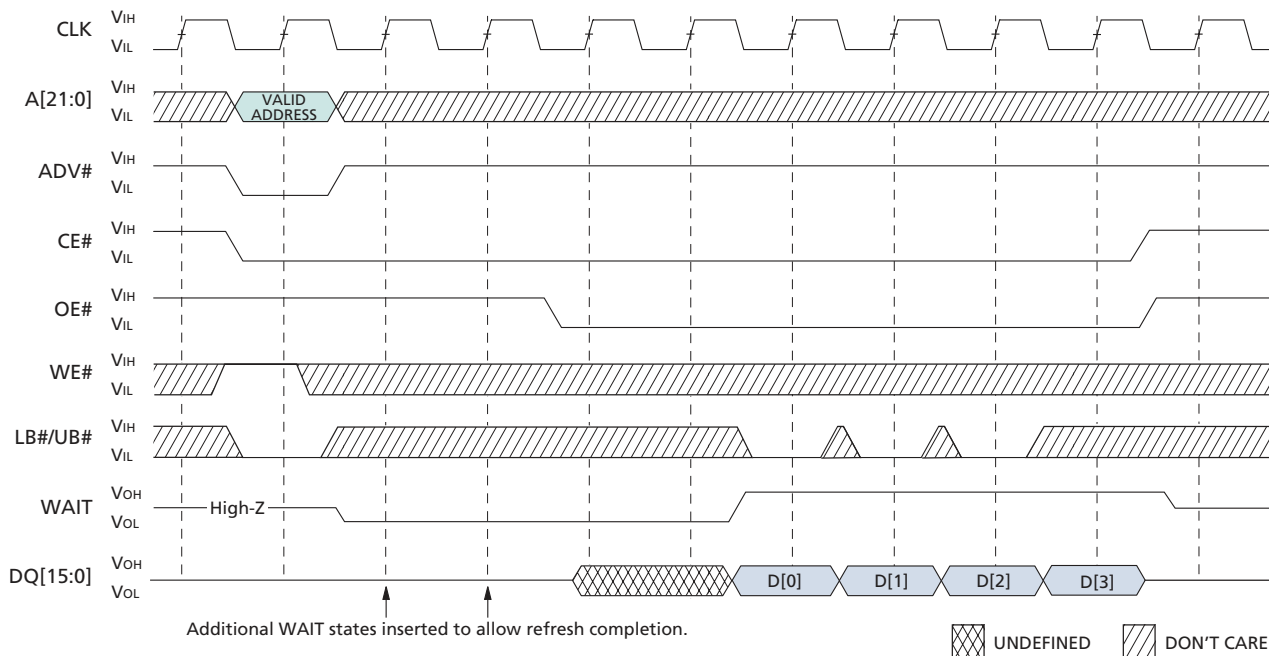 CLK VIH
VIL
A[21:0] VIH
VIL
VALID
ADDRESS
ADV# VIH
VIL
CE# VIH
VIL
OE# VIH
VIL
WE# VIH
VIL
LB#/UB# VIH
VIL
WAIT VOH
VOL
High-Z
DQ[15:0] VOH
VOL
D[0] D[1] D[2] D[3]
Additional WAIT states inserted to allow refresh completion.
UNDEFINED DON'T CARE